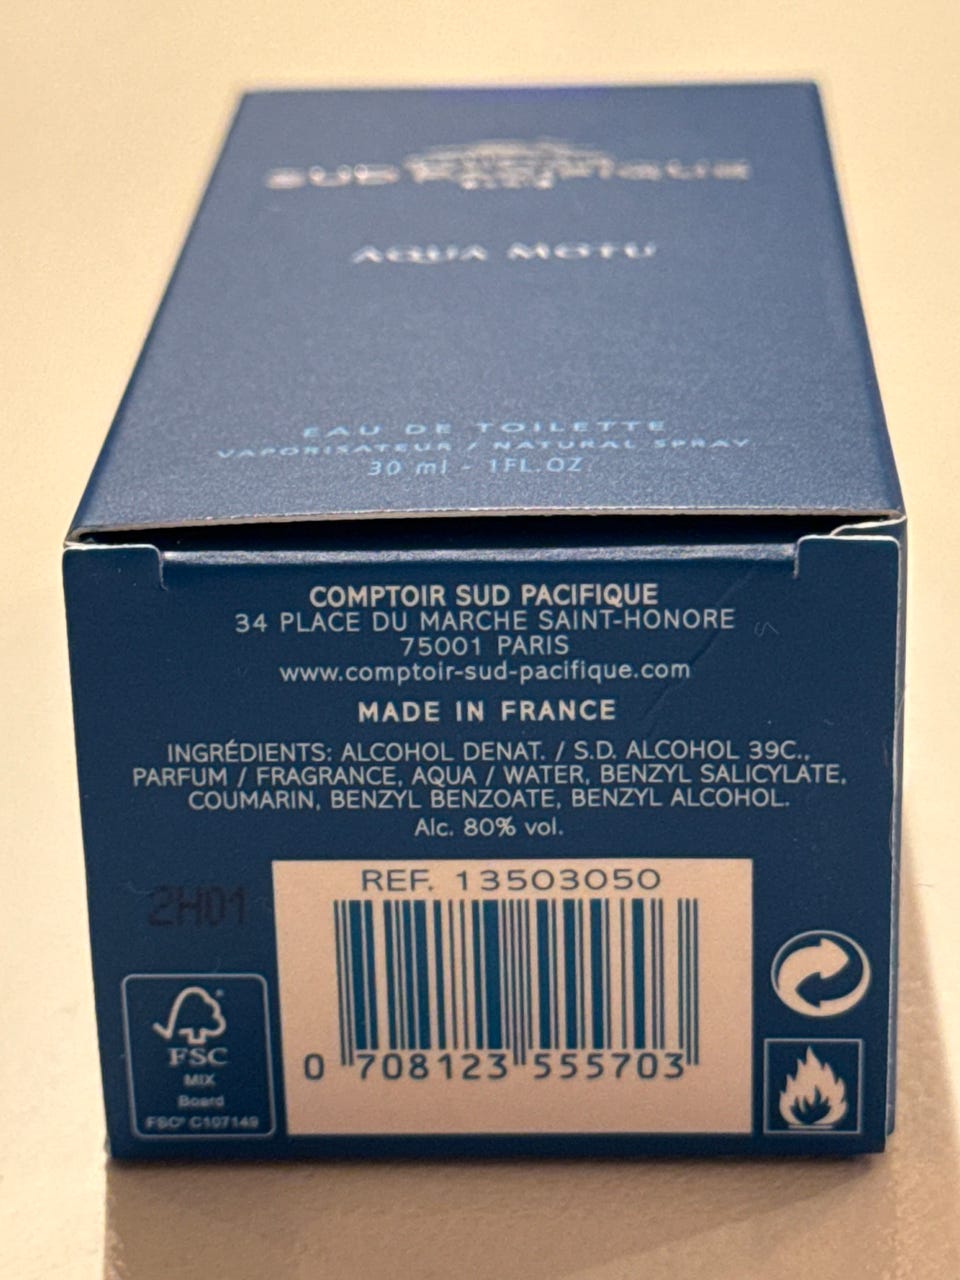 SUD PACIFIQUE
AQUA MOTU
EAU DE TOILETTE
VAPORISATEUR / NATURAL SPRAY
30 ml - 1FL.OZ
COMPTOIR SUD PACIFIQUE
34 PLACE DU MARCHE SAINT-HONORE
75001 PARIS
www.comptoir-sud-pacifique.com
MADE IN FRANCE
INGRÉDIENTS: ALCOHOL DENAT. / S.D. ALCOHOL 39C.,
PARFUM / FRAGRANCE, AQUA / WATER, BENZYL SALICYLATE,
COUMARIN, BENZYL BENZOATE, BENZYL ALCOHOL.
Alc. 80% vol.
REF. 13503050
2H01
0 708123 555703
FSC
MIX
Board
FSC® C107149